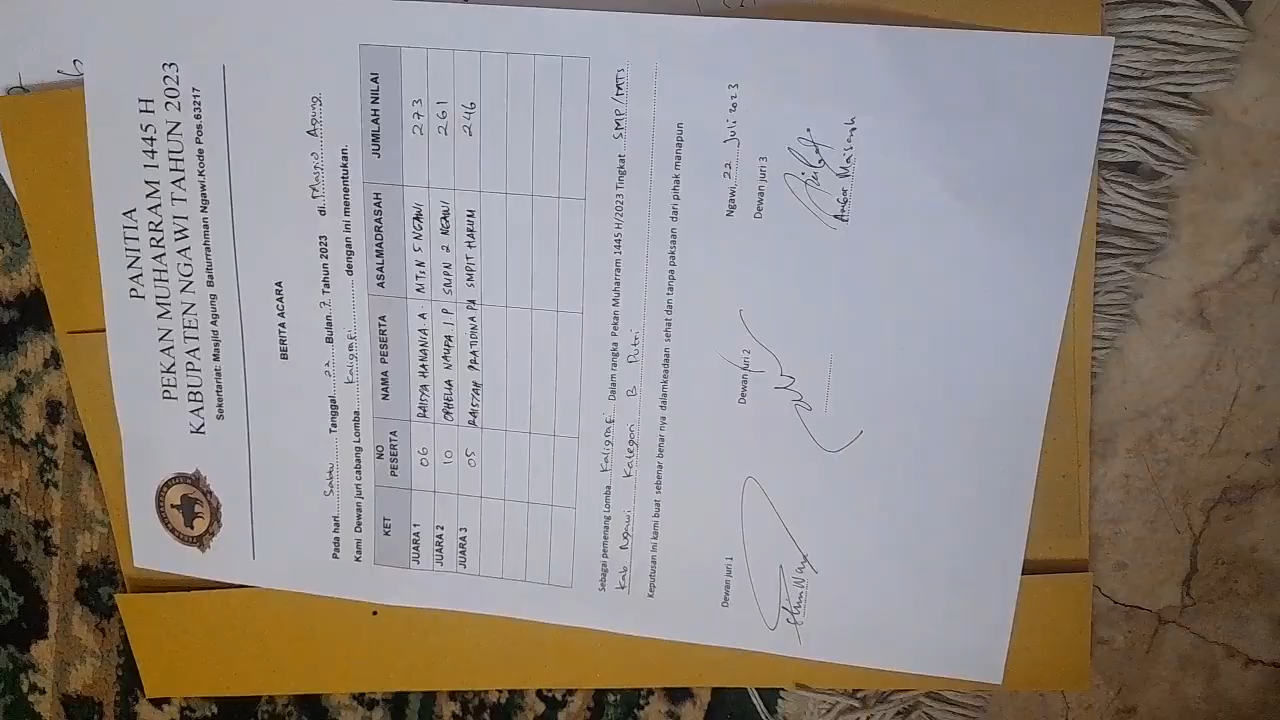 PANITIA
PEKAN MUHARRAM 1445 H
KABUPATEN NGAWI TAHUN 2023
Sekertariat: Masjid Agung Baiturrahman Ngawi.Kode Pos.63217
BERITA ACARA
Pada hari....Sabtu.... Tanggal....22....Bulan..7..Tahun 2023 di..Masjid Agung..
Kami Dewan juri cabang Lomba....Kaligrafi.... dengan ini menentukan.
KET NO PESERTA NAMA PESERTA ASALMADRASAH JUMLAH NILAI
JUARA 1 06 RAISYA HANANIA. A. MTsN 5 NGAWI 273
JUARA 2 10 OPHELIA NAURA. I. P SMPN 2 NGAWI 261
JUARA 3 05 PRATIDINA PA SMPIT HARUM 246
Sebagai pemenang Lomba...Kaligrafi.... Dalam rangka Pekan Muharram 1445 H/2023 Tingkat ...SMP/MTs
Kab Ngawi Kategori B Putri
Keputusan ini kami buat sebenar benar nya dalamkeadaan sehat dan tanpa paksaan dari pihak manapun
Ngawi, 22 Juli 2023
Dewan juri 1 Dewan juri 2 Dewan juri 3